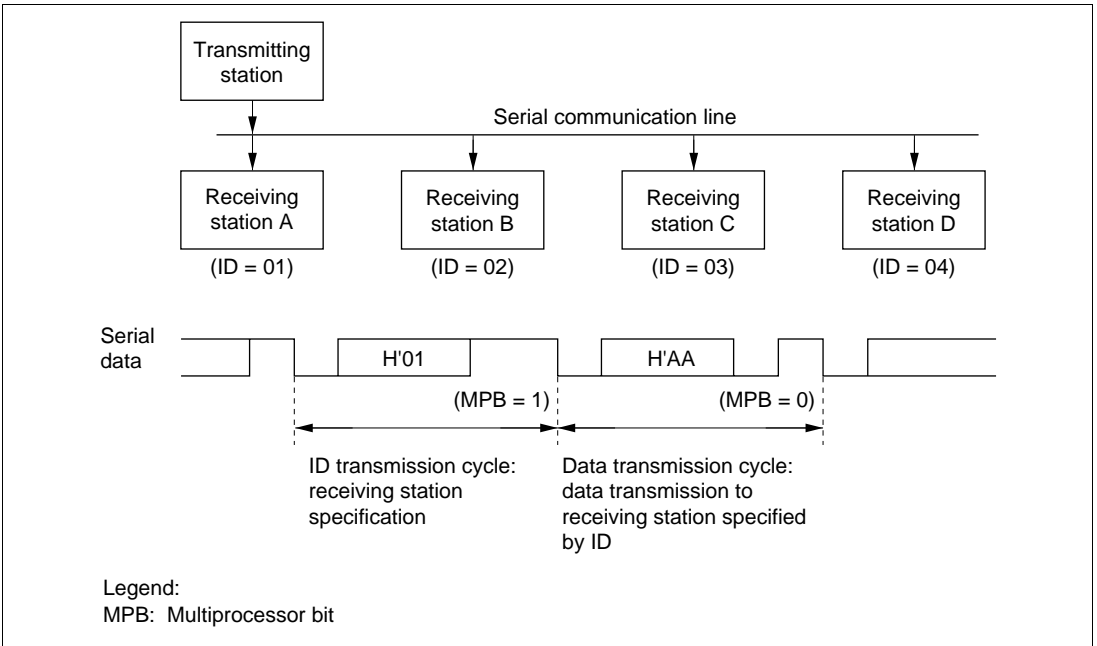 Transmitting
station
Serial communication line
Receiving
station A
Receiving
station B
Receiving
station C
Receiving
station D
(ID = 01)
(ID = 02)
(ID = 03)
(ID = 04)
Serial
data
H'01
H'AA
(MPB = 1)
(MPB = 0)
ID transmission cycle:
receiving station
specification
Data transmission cycle:
data transmission to
receiving station specified
by ID
Legend:
MPB: Multiprocessor bit